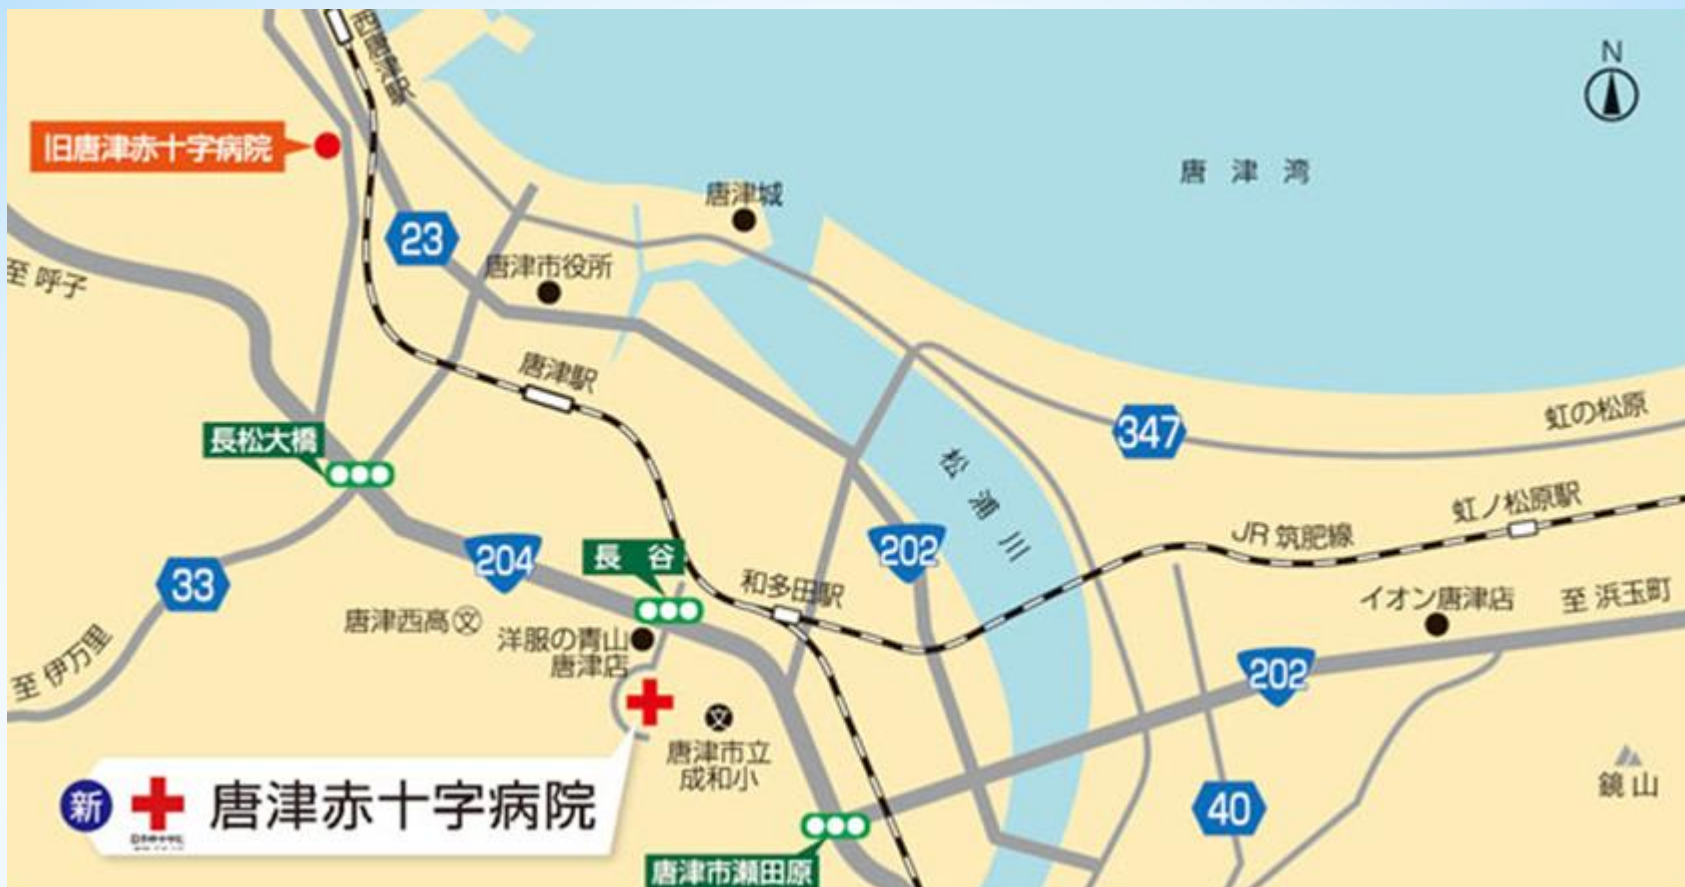 西唐津駅
N
旧唐津赤十字病院
唐津湾
唐津城
23
唐津市役所
至 呼子
唐津駅
虹の松原
347
長松大橋
松浦川
虹ノ松原駅
JR 筑肥線
202
204
長谷
33
和多田駅
イオン唐津店
至 浜玉町
唐津西高 文
洋服の青山
唐津店
至 伊万里
202
文
唐津市立
成和小
鏡山
新 唐津赤十字病院
40
唐津市瀬田原